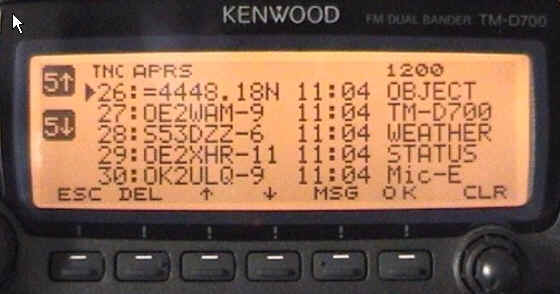 KENWOOD FM DUAL BANDER TM-D700
TNC APRS 1200
5↑ ▶26:=4448.18N 11:04 OBJECT
27:OE2WAM-9 11:04 TM-D700
5↓ 28:S53DZZ-6 11:04 WEATHER
29:OE2XHR-11 11:04 STATUS
30:OK2ULQ-9 11:04 Mic-E
ESC DEL ↑ ↓ MSG OK CLR